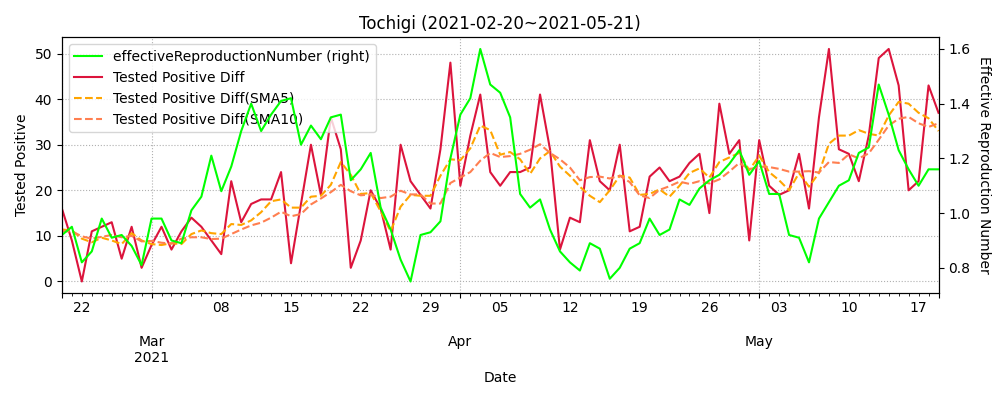 Tochigi (2021-02-20~2021-05-21)
effectiveReproductionNumber (right)
Tested Positive Diff
Tested Positive Diff(SMA5)
Tested Positive Diff(SMA10)
Tested Positive
50
40
30
20
10
0
1.6
1.4
1.2
1.0
0.8
Effective Reproduction Number
22 08 15 22 29 05 12 19 26 03 10 17
Mar Apr May
2021
Date